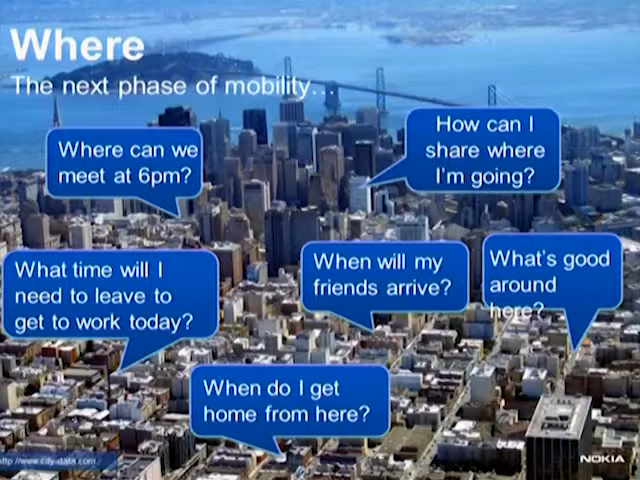 Where
The next phase of mobility...
Where can we
meet at 6pm?
How can I
share where
I'm going?
What time will I
need to leave to
get to work today?
When will my
friends arrive?
What's good
around
here?
When do I get
home from here?
http://www.city-data.com
NOKIA